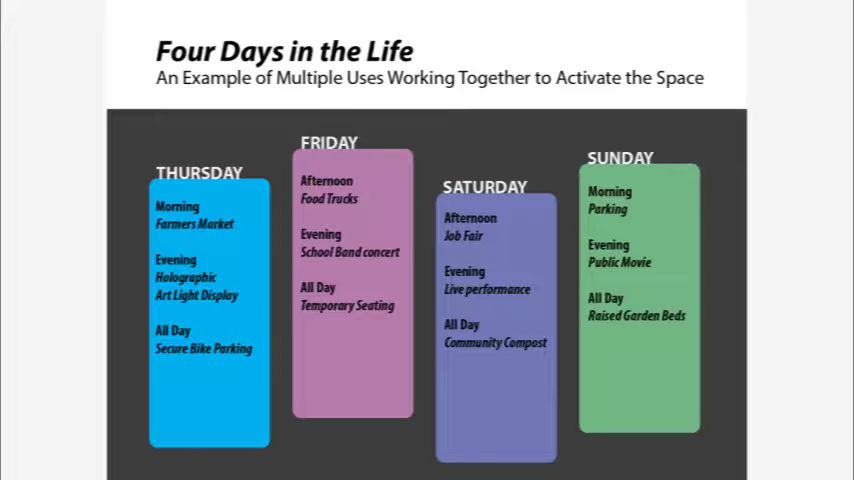 Four Days in the Life
An Example of Multiple Uses Working Together to Activate the Space
THURSDAY
Morning
Farmers Market
Evening
Holographic
Art Light Display
All Day
Secure Bike Parking
FRIDAY
Afternoon
Food Trucks
Evening
School Band concert
All Day
Temporary Seating
SATURDAY
Afternoon
Job Fair
Evening
Live performance
All Day
Community Compost
SUNDAY
Morning
Parking
Evening
Public Movie
All Day
Raised Garden Beds